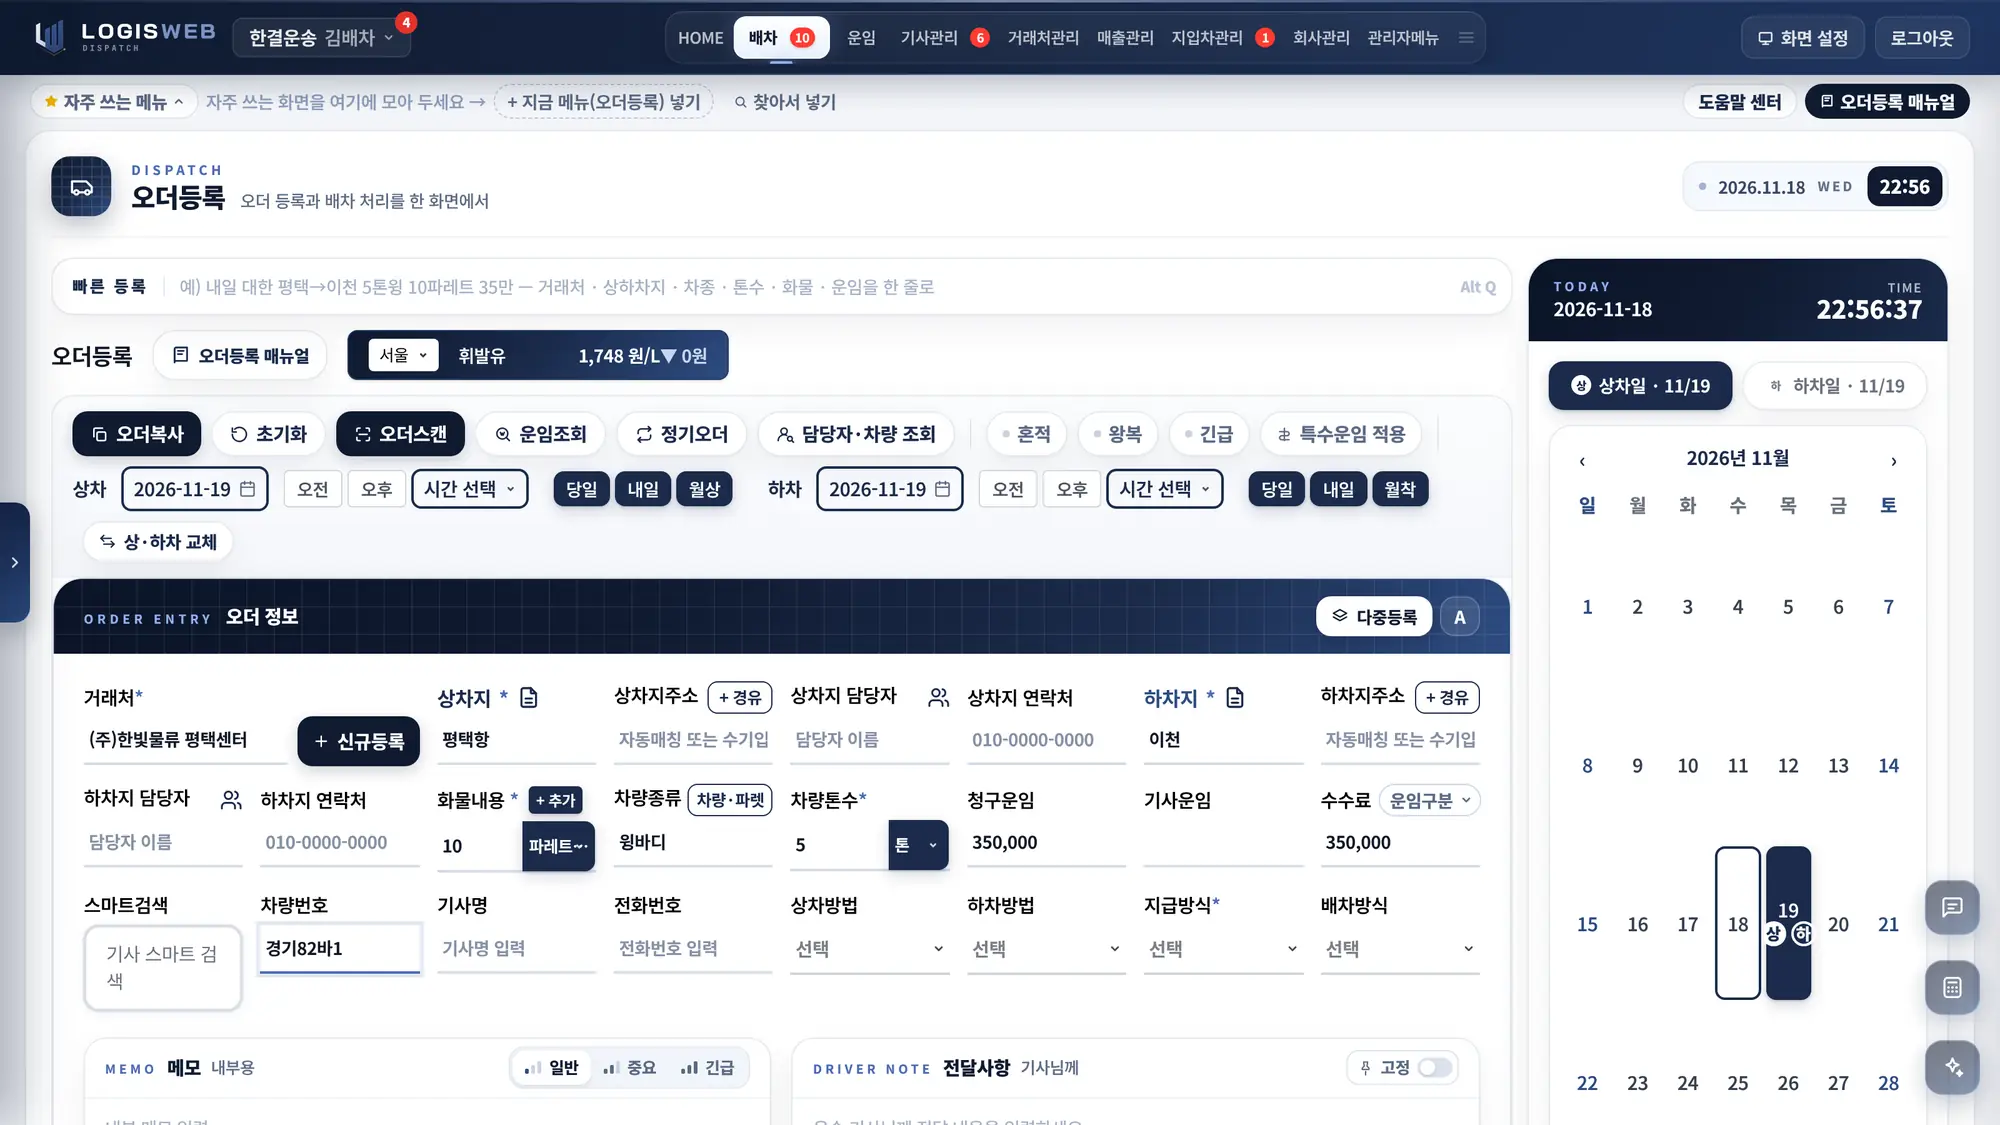 LOGISWEB
DISPATCH
한결운송 김배차 4
HOME 배차 10 운임 기사관리 6 거래처관리 매출관리 지입차관리 1 회사관리 관리자메뉴
화면 설정 로그아웃
자주 쓰는 메뉴 자주 쓰는 화면을 여기에 모아 두세요 → + 지금 메뉴(오더등록) 넣기 찾아서 넣기
도움말 센터 오더등록 매뉴얼
DISPATCH
오더등록 오더 등록과 배차 처리를 한 화면에서
2026.11.18 WED 22:56
빠른 등록 예) 내일 대한 평택→이천 5톤윙 10파레트 35만 — 거래처 · 상하차지 · 차종 · 톤수 · 화물 · 운임을 한 줄로 Alt Q
오더등록 오더등록 매뉴얼 서울 휘발유 1,748 원/L▼ 0원
오더복사 초기화 오더스캔 운임조회 정기오더 담당자·차량 조회 혼적 왕복 긴급 특수운임 적용
상차 2026-11-19 오전 오후 시간 선택 당일 내일 월상 하차 2026-11-19 오전 오후 시간 선택 당일 내일 월착
상·하차 교체
ORDER ENTRY 오더 정보 다중등록 A
거래처* 상차지 * 상차지주소 + 경유 상차지 담당자 상차지 연락처 하차지 * 하차지주소 + 경유
(주)한빛물류 평택센터 + 신규등록 평택항 자동매칭 또는 수기입 담당자 이름 010-0000-0000 이천 자동매칭 또는 수기입
하차지 담당자 하차지 연락처 화물내용 * + 추가 차량종류 차량·파렛 차량톤수* 청구운임 기사운임 수수료 운임구분
담당자 이름 010-0000-0000 10 파레트 윙바디 5 톤 350,000 350,000
스마트검색 차량번호 기사명 전화번호 상차방법 하차방법 지급방식* 배차방식
기사 스마트 검색 경기82바1 기사명 입력 전화번호 입력 선택 선택 선택 선택
MEMO 메모 내부용 일반 중요 긴급
DRIVER NOTE 전달사항 기사님께 고정
TODAY TIME
2026-11-18 22:56:37
상 상차일 · 11/19 하 하차일 · 11/19
‹ 2026년 11월 ›
일 월 화 수 목 금 토
1 2 3 4 5 6 7
8 9 10 11 12 13 14
15 16 17 18 19 상 하 20 21
22 23 24 25 26 27 28